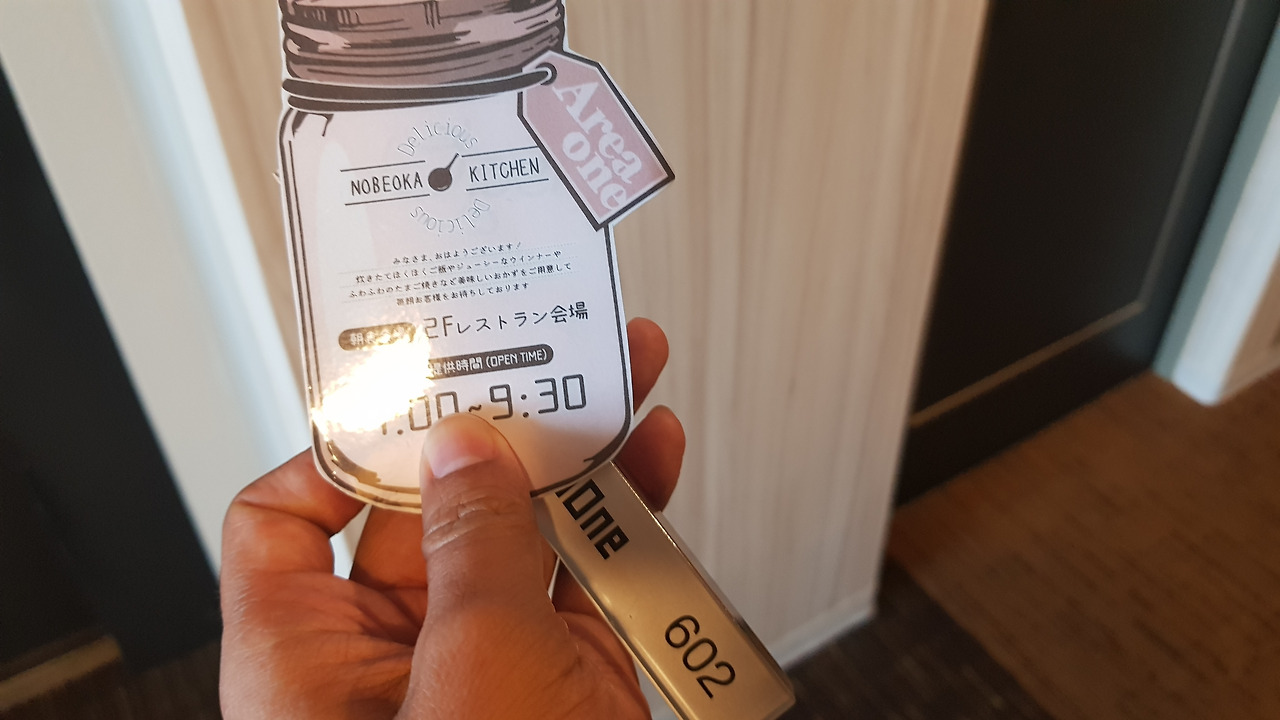 Area
one
Delicious
NOBEOKA KITCHEN
Delicious
みなさま、おはようございます!
炊きたてほくほくご飯やジューシーなウインナーや
ふわふわのたまご焼きなど美味しいおかずをご用意して
皆様お客様をお待ちしております
2Fレストラン会場
提供時間 (OPEN TIME)
:00~9:30
One
602